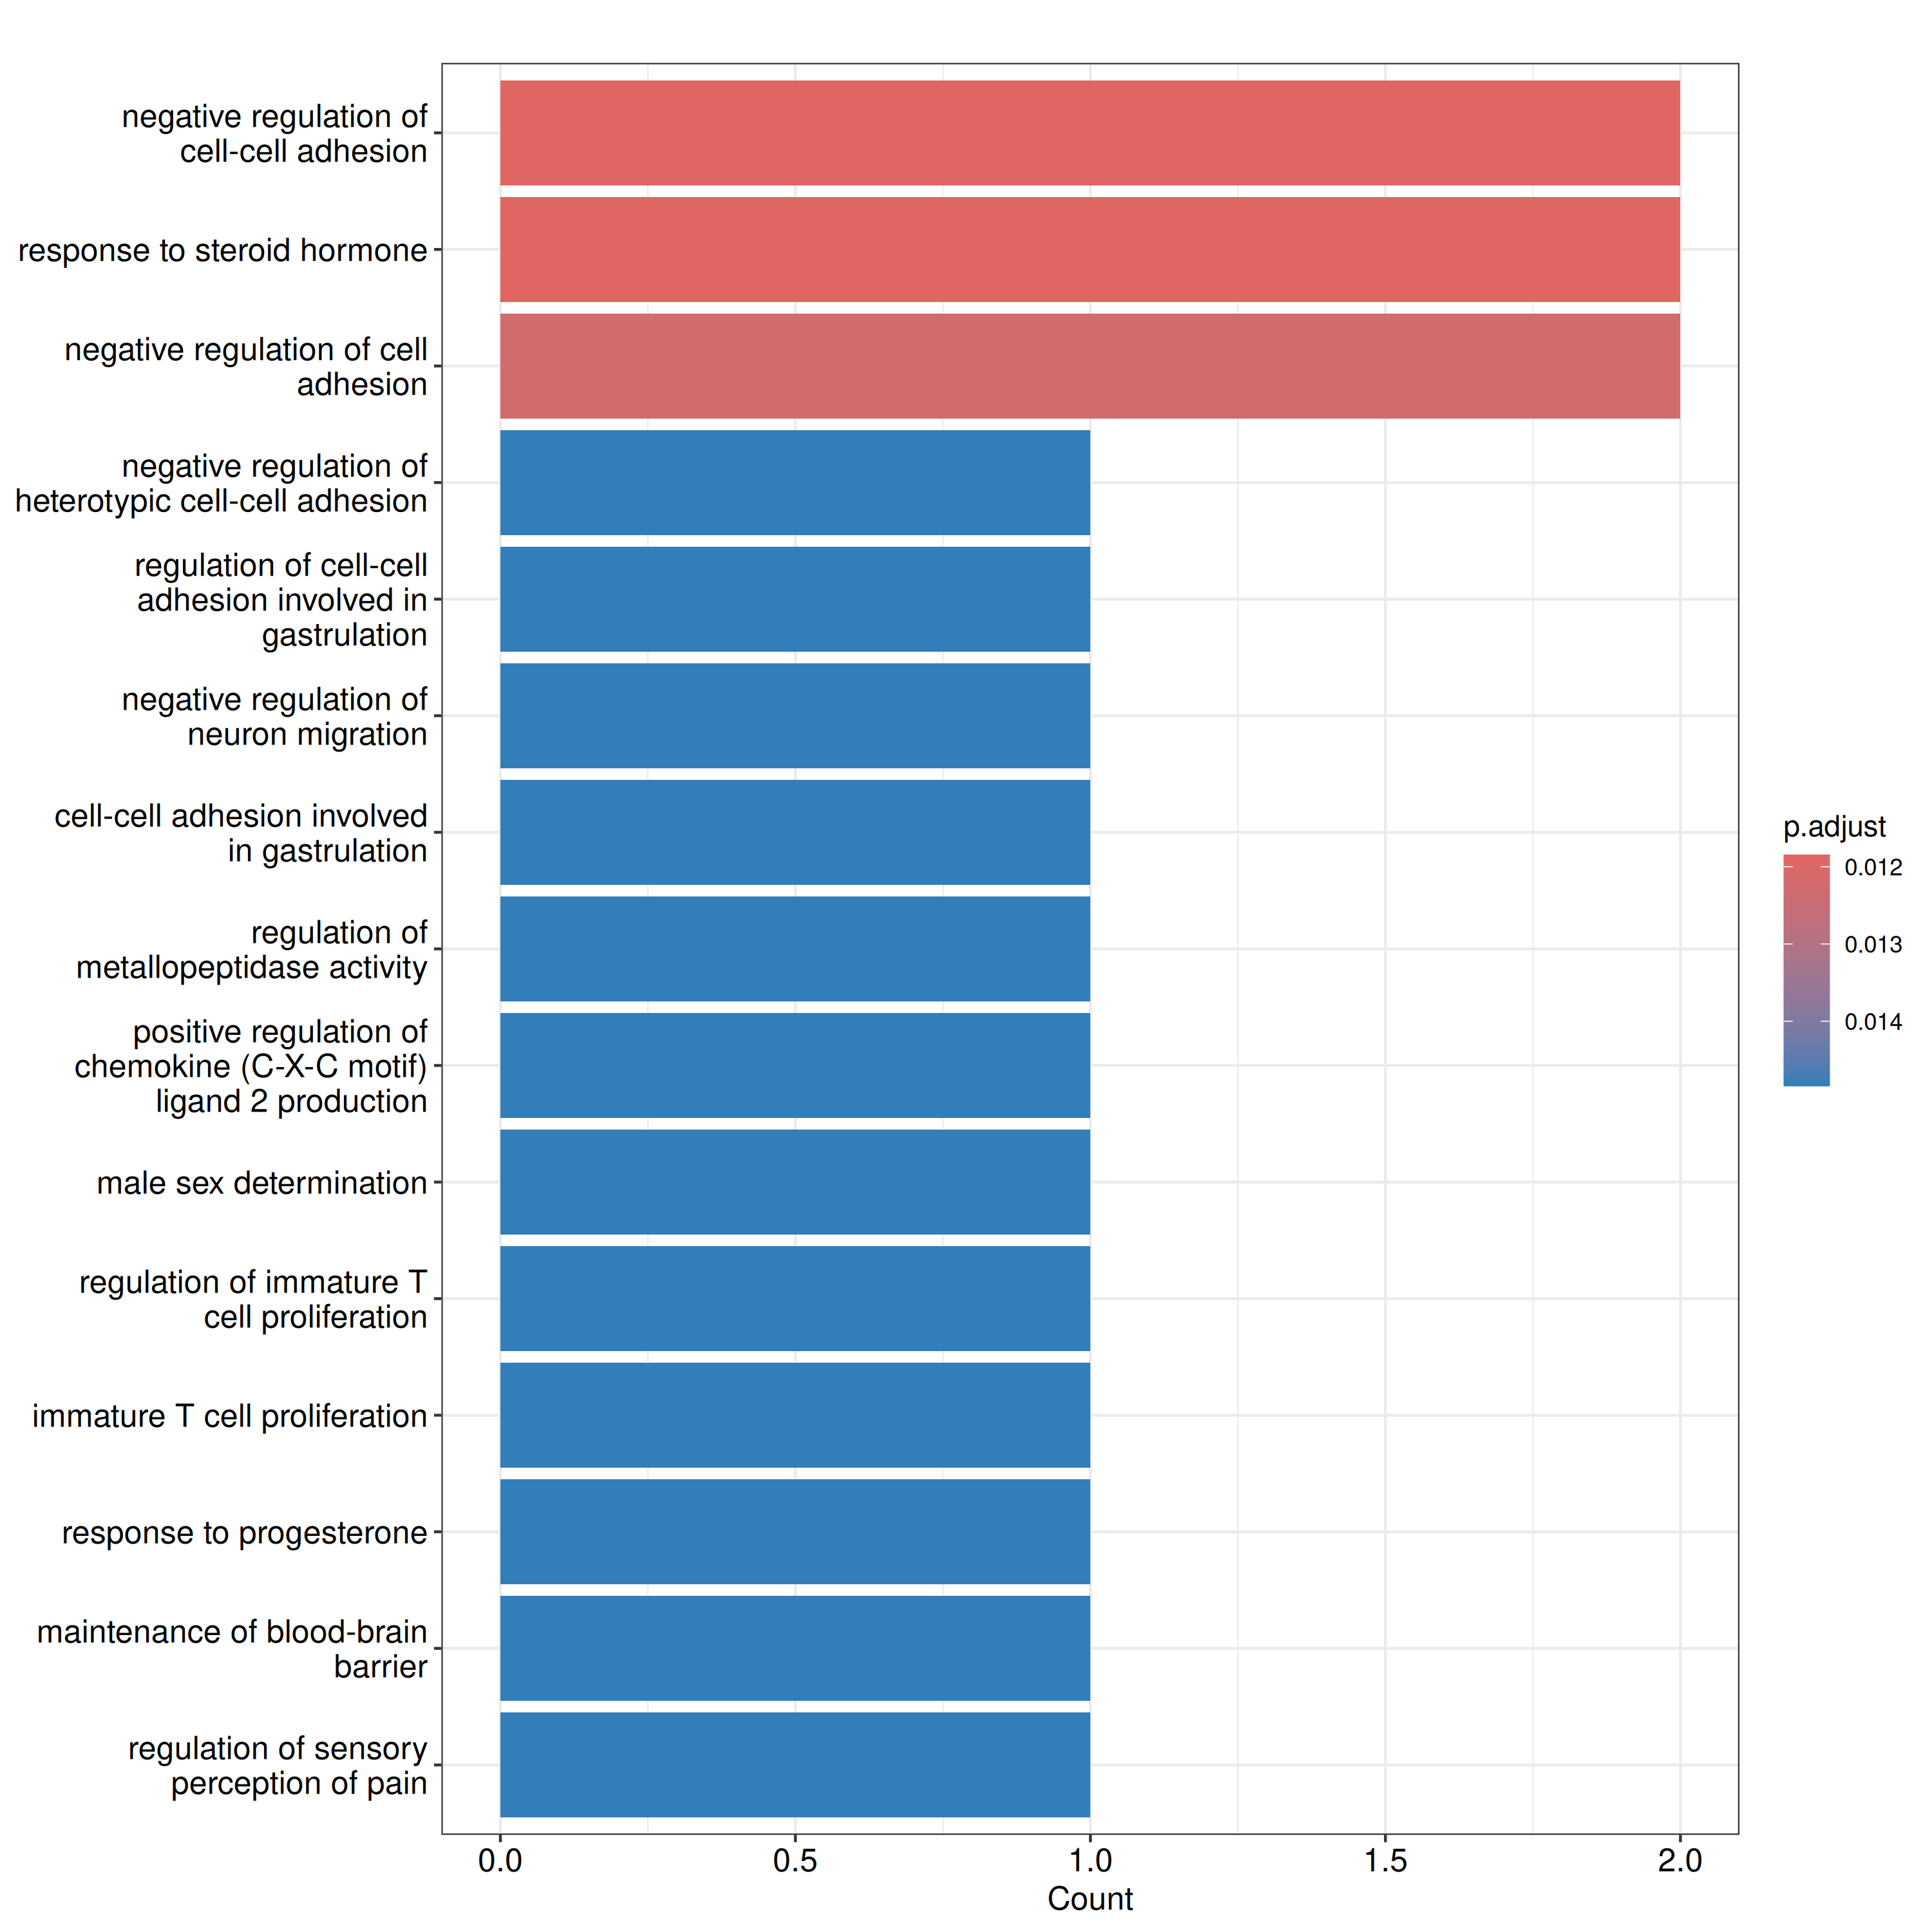 negative regulation of
cell-cell adhesion
response to steroid hormone
negative regulation of cell
adhesion
negative regulation of
heterotypic cell-cell adhesion
regulation of cell-cell
adhesion involved in
gastrulation
negative regulation of
neuron migration
cell-cell adhesion involved
in gastrulation
regulation of
metallopeptidase activity
positive regulation of
chemokine (C-X-C motif)
ligand 2 production
male sex determination
regulation of immature T
cell proliferation
immature T cell proliferation
response to progesterone
maintenance of blood-brain
barrier
regulation of sensory
perception of pain
0.0 0.5 1.0 1.5 2.0
Count
p.adjust
0.012
0.013
0.014